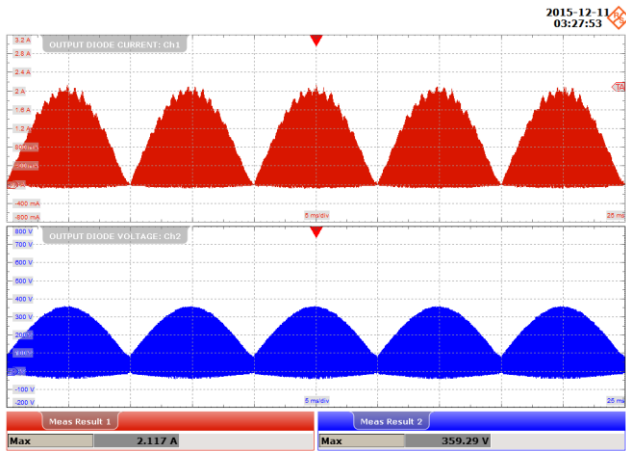 2015-12-11
03:27:53
3.2 A
OUTPUT DIODE CURRENT: Ch1
2.8 A
2.4 A
2 A
TA
1.6 A
1.2 A
-400 mA
-800 mA
5 ms/div
25 ms
800 V
OUTPUT DIODE VOLTAGE: Ch2
700 V
600 V
500 V
400 V
300 V
200 V
100 V
-100 V
-200 V
5 ms/div
25 ms
Meas Result 1
Meas Result 2
Max 2.117 A
Max 359.29 V